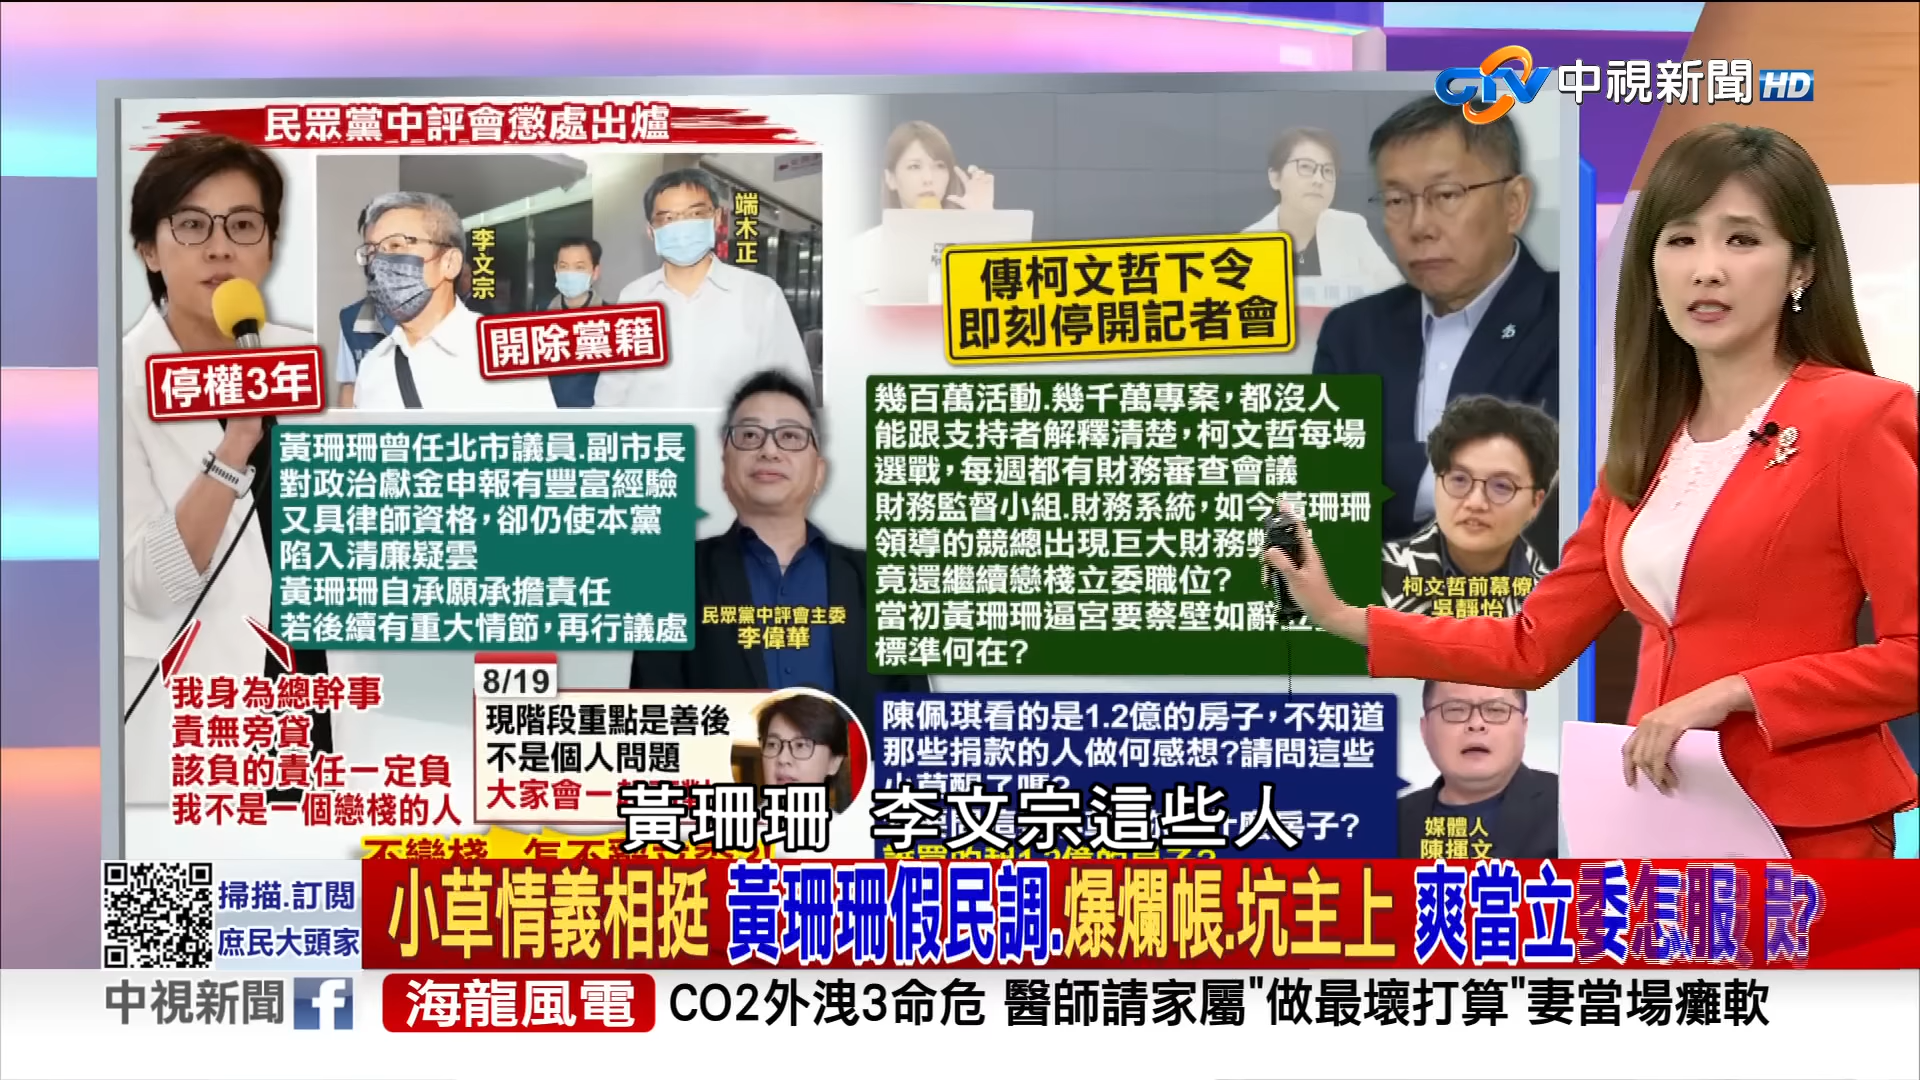 中視新聞HD
民眾黨中評會懲處出爐
李文宗
端木正
停權3年
開除黨籍
黃珊珊曾任北市議員.副市長
對政治獻金申報有豐富經驗
又具律師資格,卻仍使本黨
陷入清廉疑雲
黃珊珊自承願承擔責任
若後續有重大情節,再行議處
民眾黨中評會主委
李偉華
我身為總幹事
責無旁貸
該負的責任一定負
我不是一個戀棧的人
8/19
現階段重點是善後
不是個人問題
大家會一
傳柯文哲下令
即刻停開記者會
幾百萬活動.幾千萬專案,都沒人
能跟支持者解釋清楚,柯文哲每場
選戰,每週都有財務審查會議
財務監督小組.財務系統,如今黃珊珊
領導的競總出現巨大財務
竟還繼續戀棧立委職位?
當初黃珊珊逼宮要蔡壁如辭
標準何在?
柯文哲前幕僚
吳靜怡
陳佩琪看的是1.2億的房子,不知道
那些捐款的人做何感想?請問這些
小草醒了嗎?
房子?
媒體人
陳揮文
黃珊珊 李文宗這些人
掃描.訂閱
庶民大頭家
小草情義相挺 黃珊珊假民調.爆爛帳.坑主上 爽當立委怎服
中視新聞
海龍風電 CO2外洩3命危 醫師請家屬"做最壞打算"妻當場癱軟